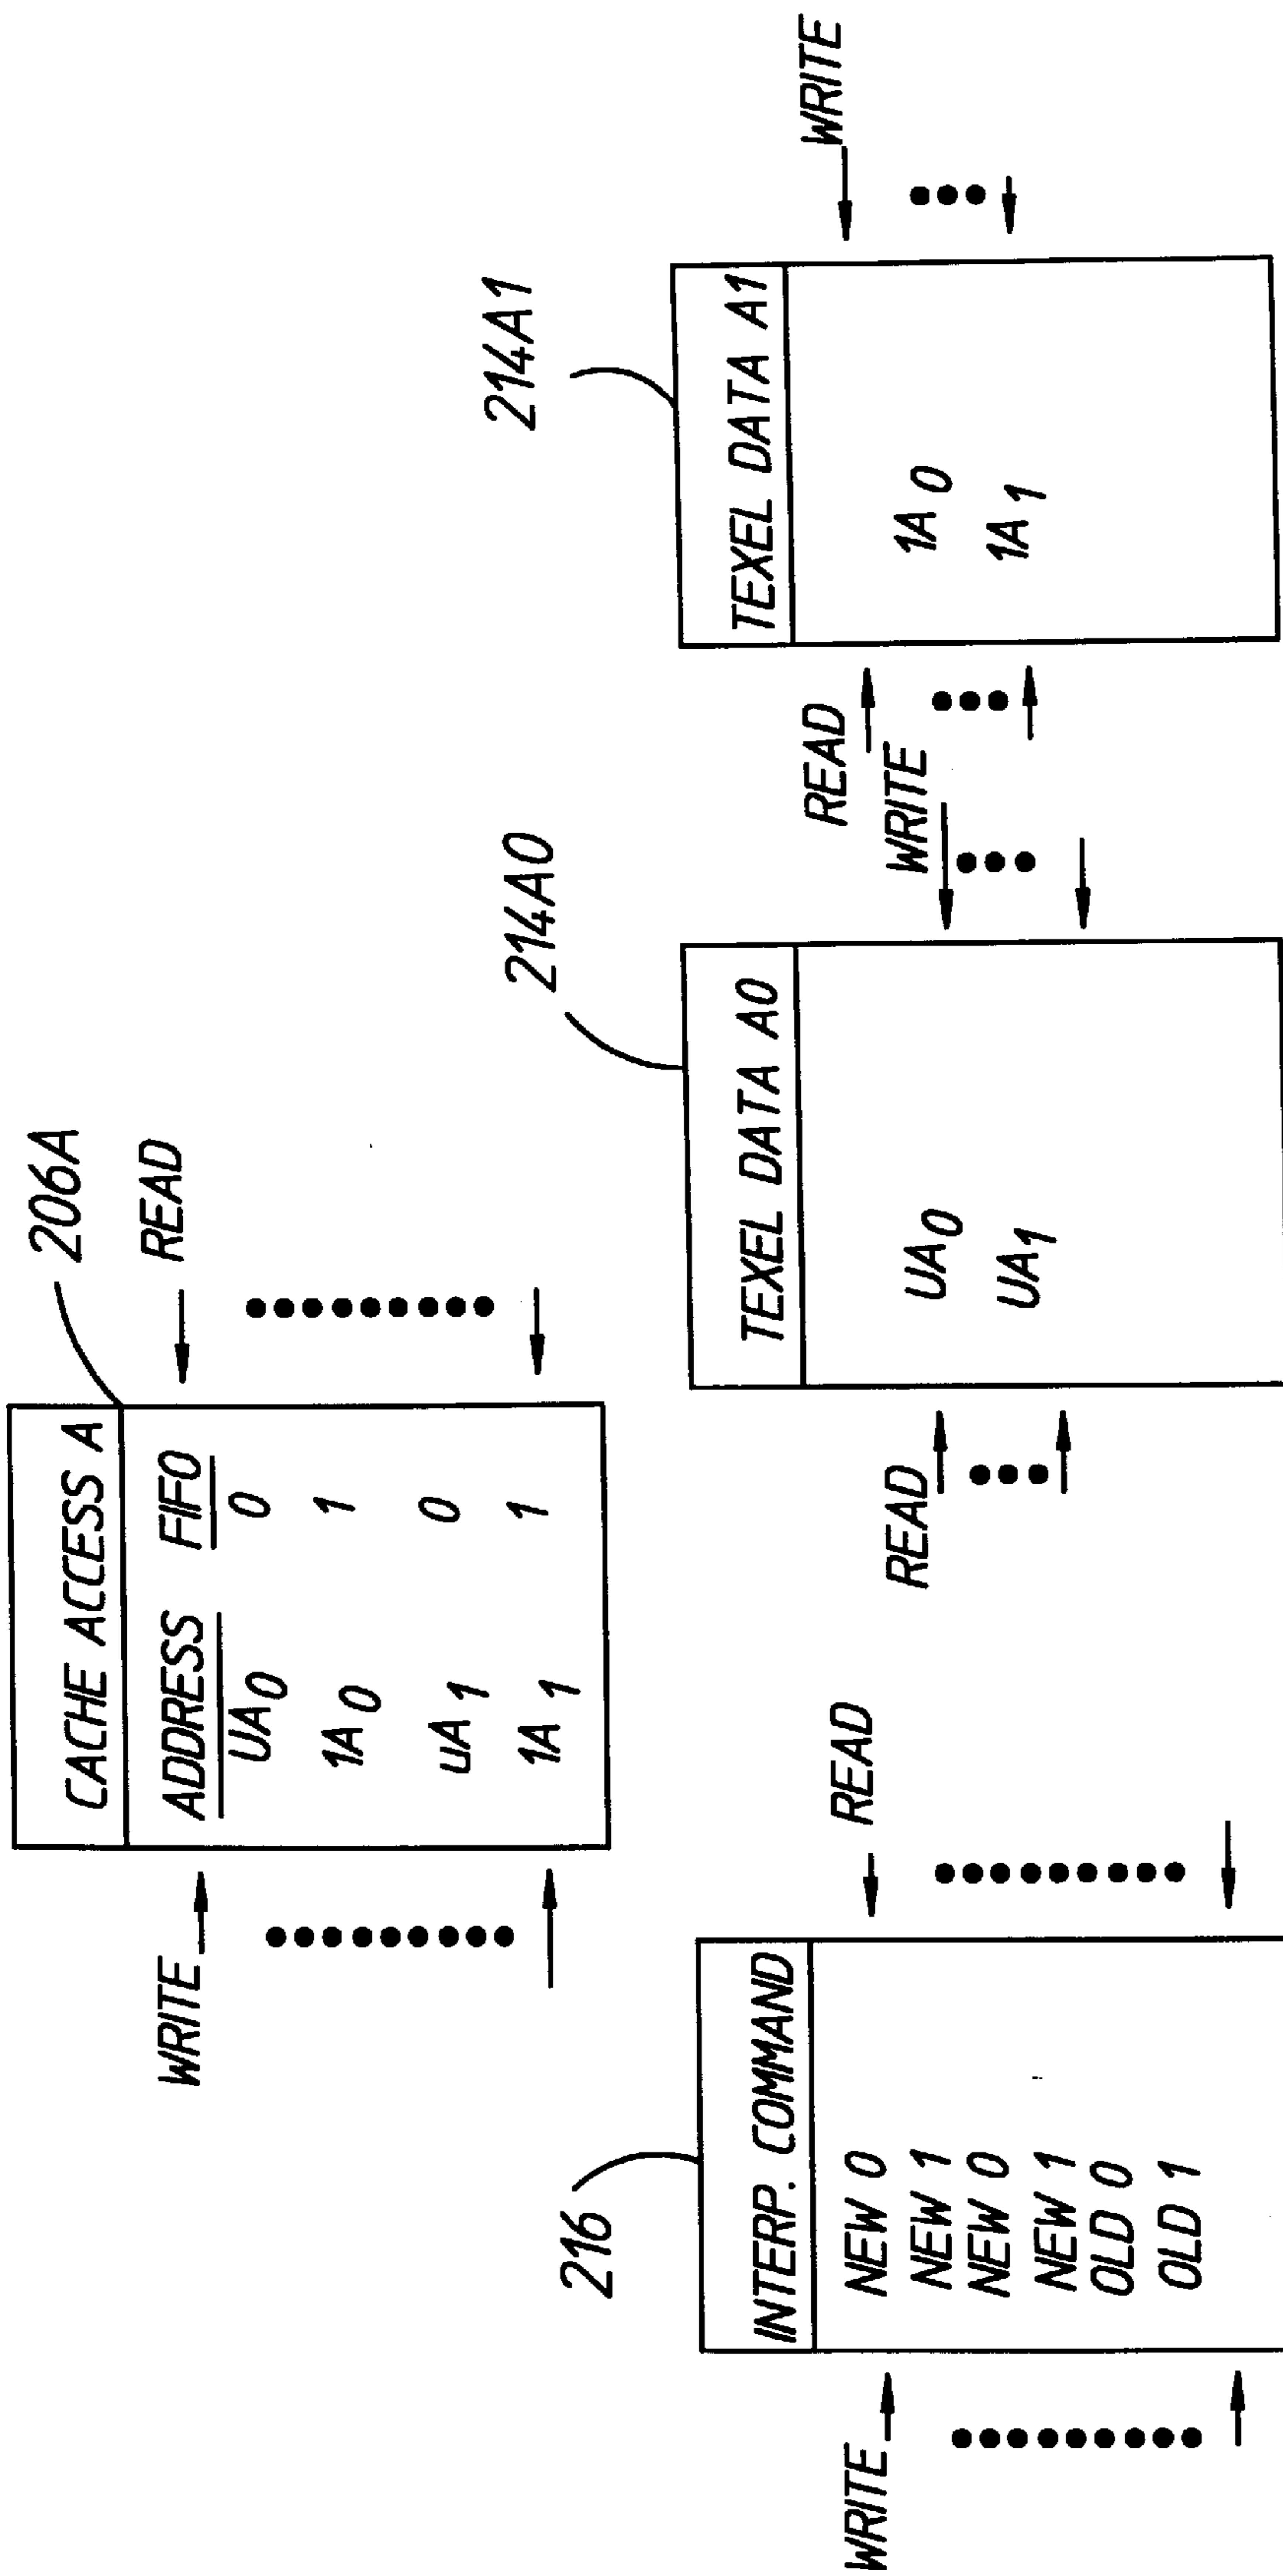 206A
CACHE ACCESS A
WRITE
READ
ADDRESS FIFO
UA0 0
1A0 1
uA1 0
1A1 1
216
INTERP. COMMAND
WRITE
READ
NEW 0
NEW 1
NEW 0
NEW 1
OLD 0
OLD 1
214A0
TEXEL DATA A0
READ
WRITE
UA0
UA1
214A1
TEXEL DATA A1
READ
WRITE
1A0
1A1